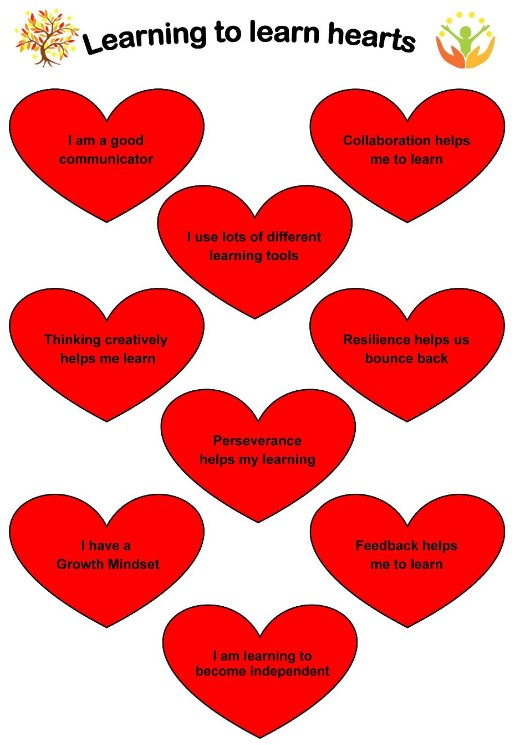 Learning to learn hearts
I am a good
communicator
Collaboration helps
me to learn
I use lots of different
learning tools
Thinking creatively
helps me learn
Resilience helps us
bounce back
Perseverance
helps my learning
I have a
Growth Mindset
Feedback helps
me to learn
I am learning to
become independent